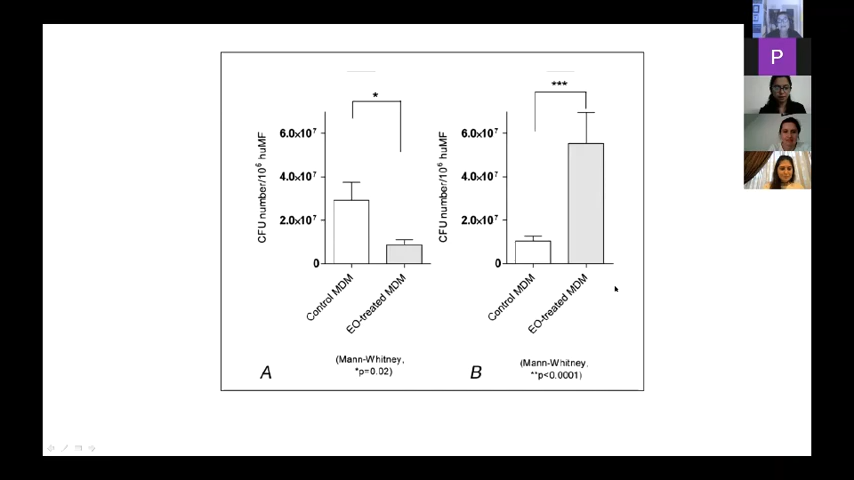 P
*
6.0x10⁷
4.0x10⁷
2.0x10⁷
0
CFU number/10⁶ huMF
Control MDM
EO-treated MDM
(Mann-Whitney,
*p=0.02)
A
***
6.0x10⁷
4.0x10⁷
2.0x10⁷
0
CFU number/10⁶ huMF
Control MDM
EO-treated MDM
(Mann-Whitney,
**p<0.0001)
B